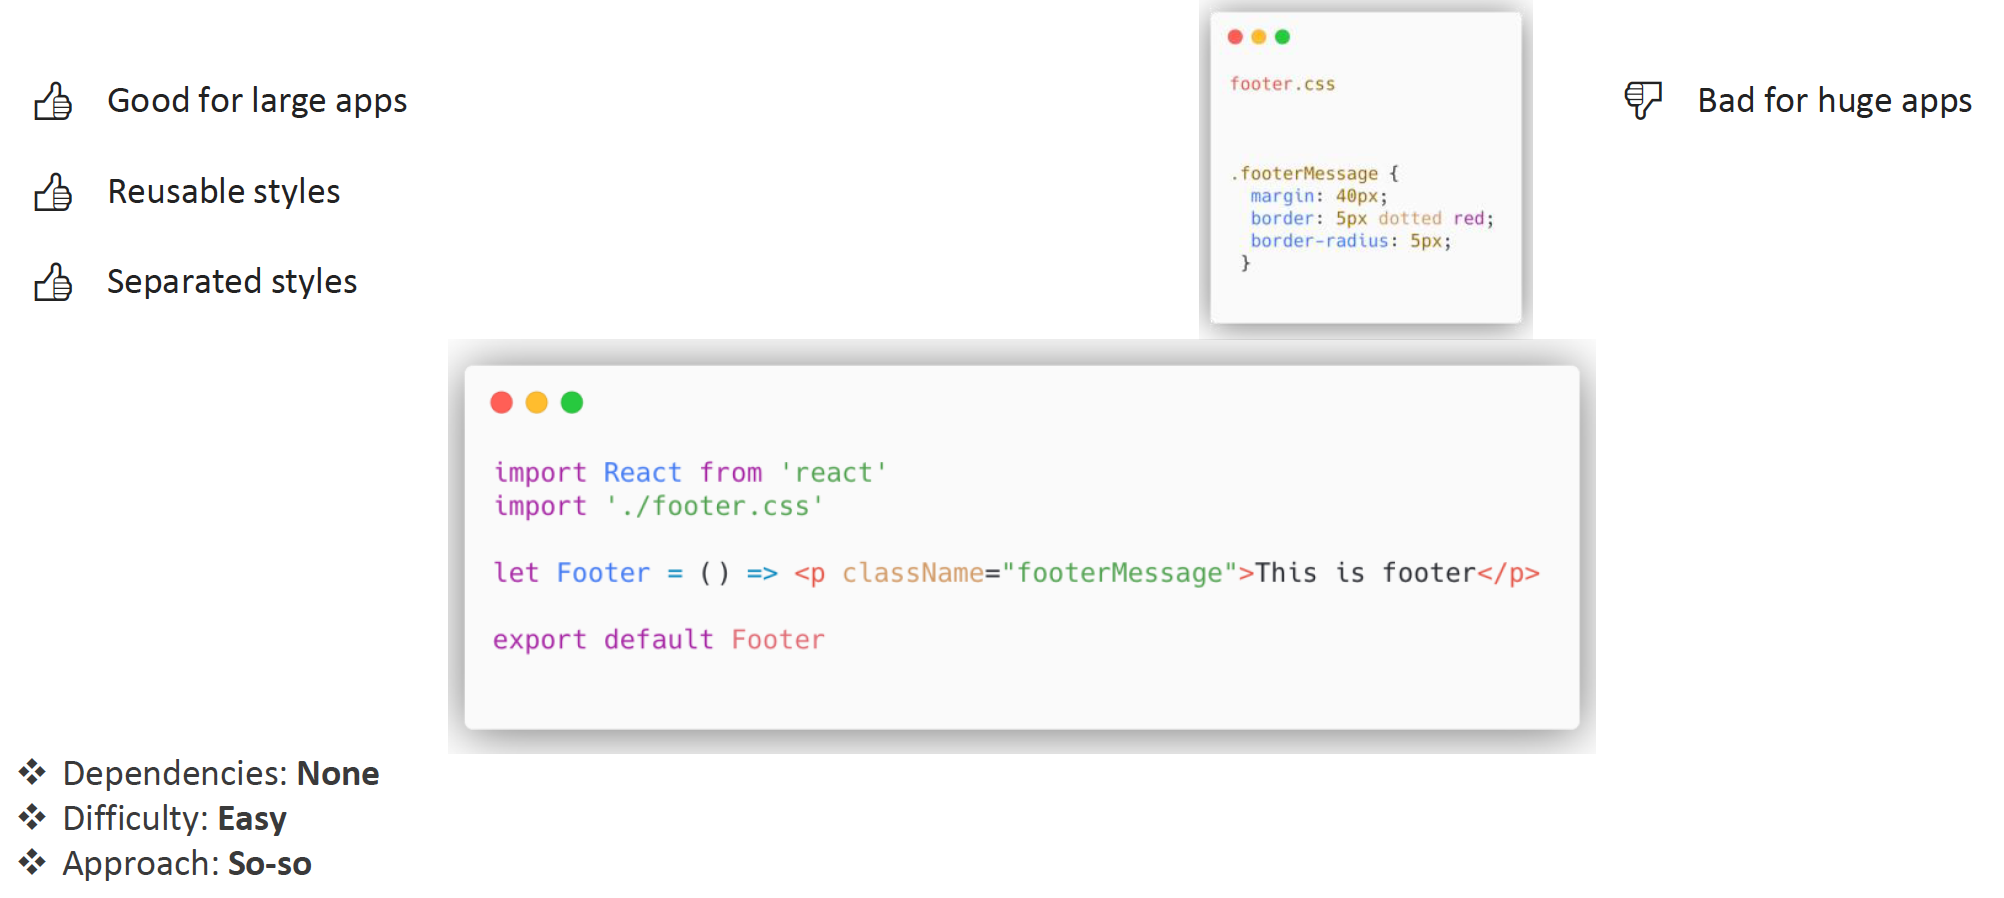 Good for large apps
Reusable styles
Separated styles
footer.css
.footerMessage {
margin: 40px;
border: 5px dotted red;
border-radius: 5px;
}
Bad for huge apps
import React from 'react'
import './footer.css'
let Footer = () => <p className="footerMessage">This is footer</p>
export default Footer
Dependencies: None
Difficulty: Easy
Approach: So-so